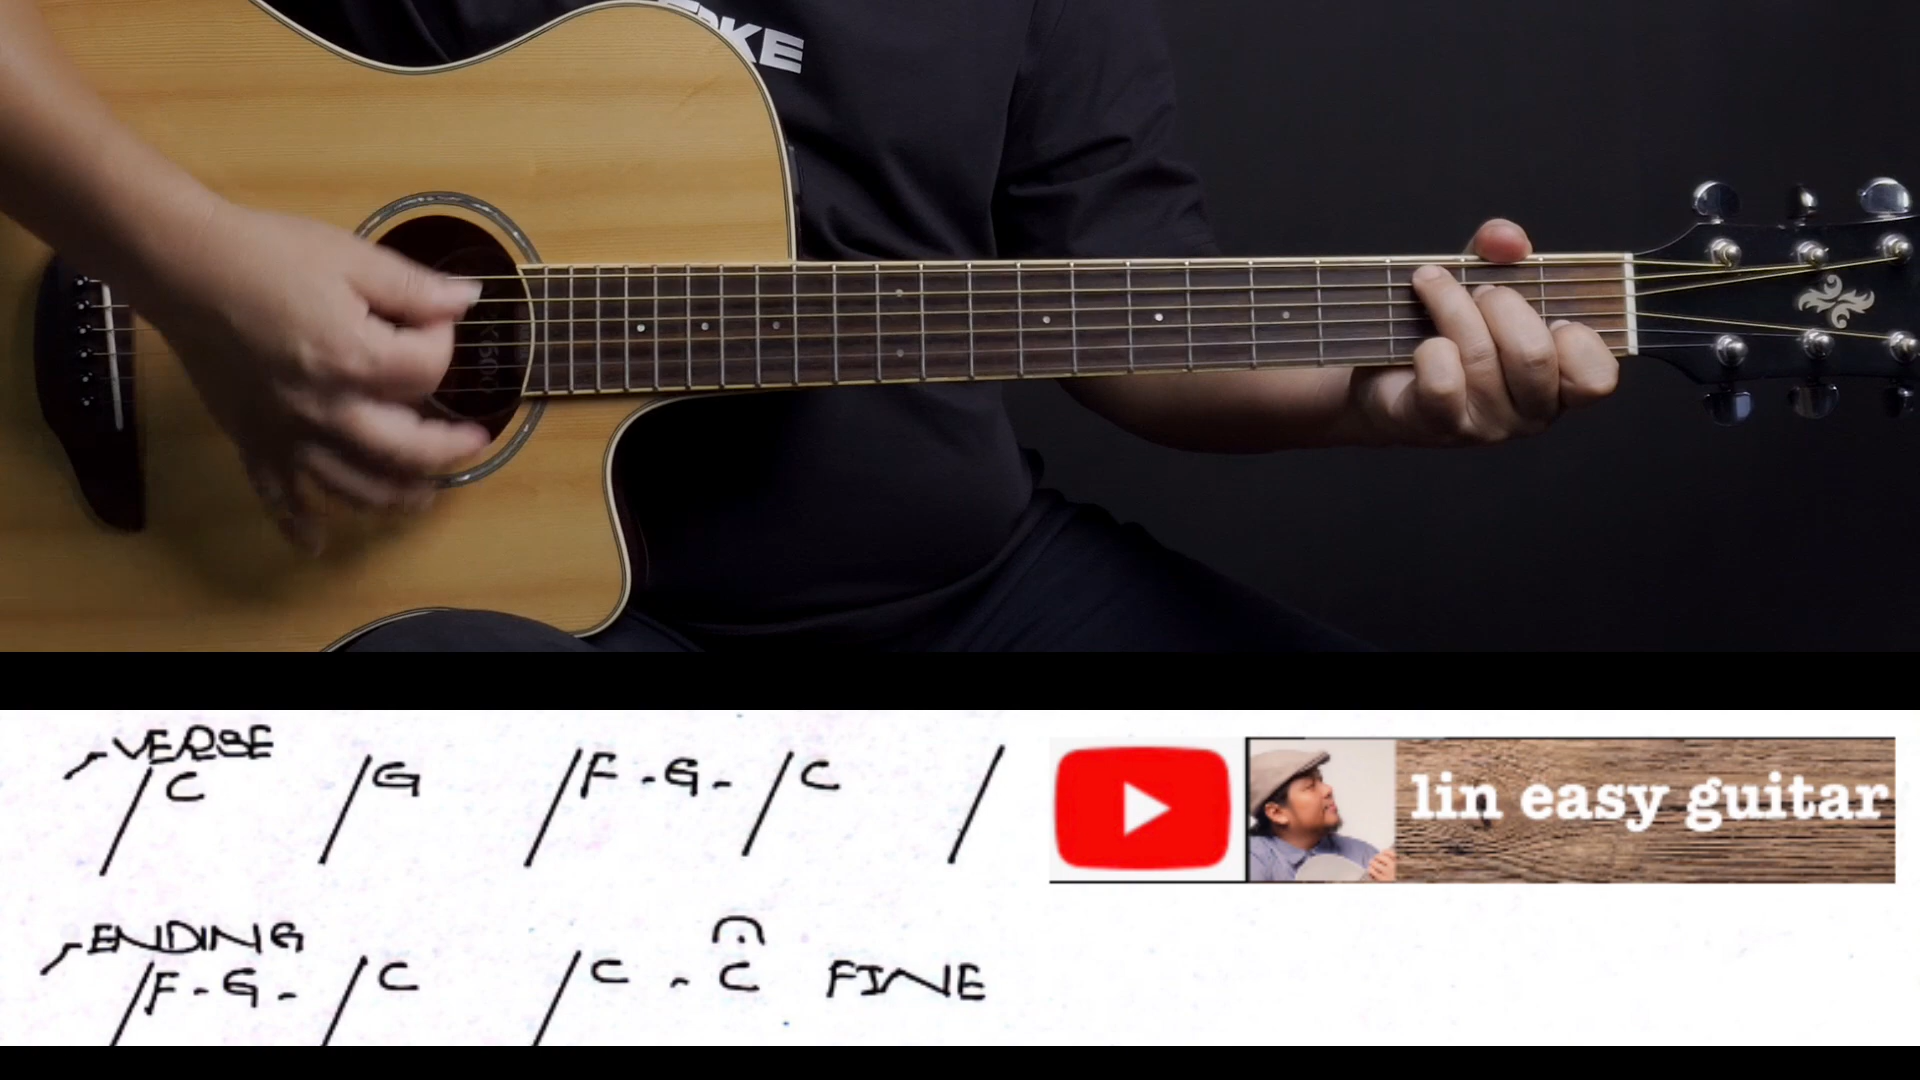 VERSE
/C /G /F - G - /C /
lin easy guitar
ENDING
/F - G - /C /C - C FINE